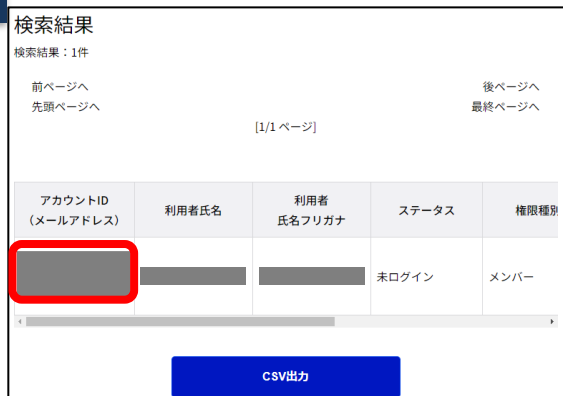 検索結果
検索結果：1件
前ページへ
後ページへ
先頭ページへ
最終ページへ
[1/1 ページ]
アカウントID
（メールアドレス）
利用者氏名
利用者
氏名フリガナ
ステータス
権限種別
未ログイン
メンバー
CSV出力